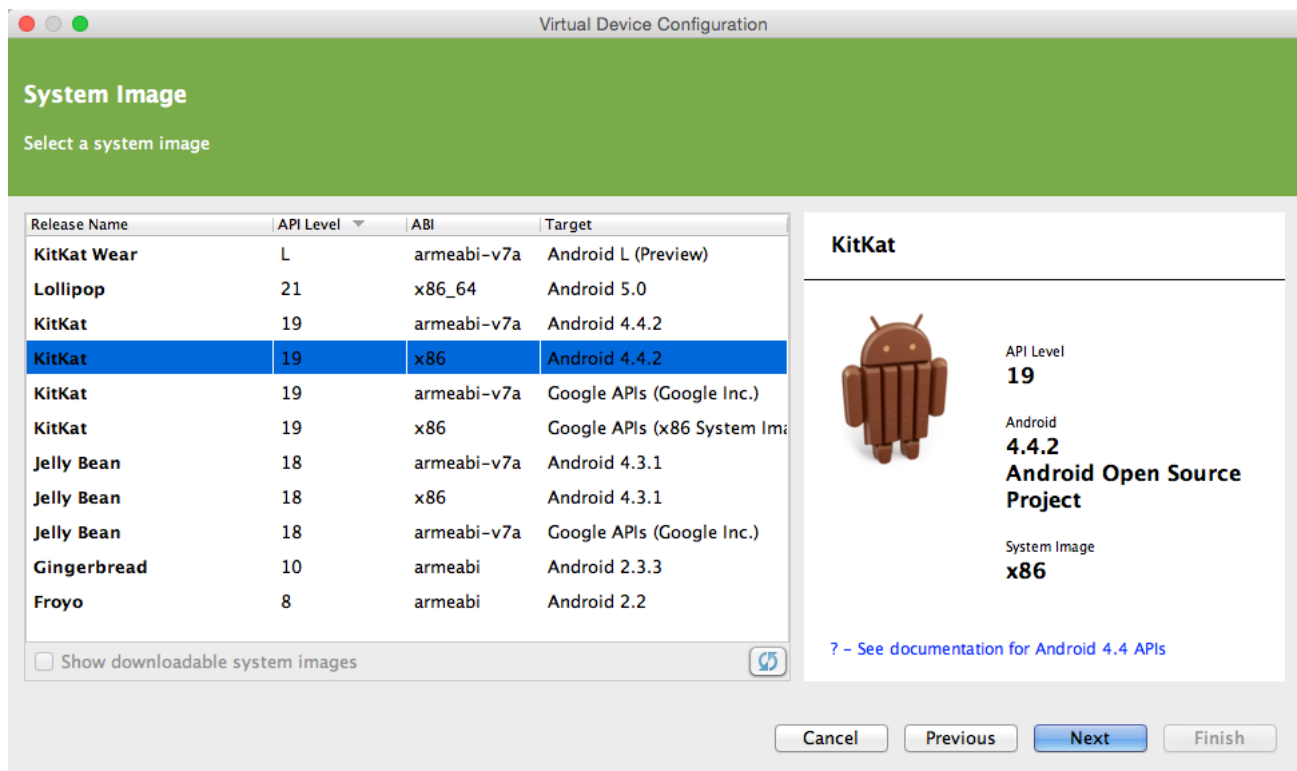 Virtual Device Configuration
System Image
Select a system image
Release Name API Level ABI Target
KitKat Wear L armeabi-v7a Android L (Preview)
Lollipop 21 x86_64 Android 5.0
KitKat 19 armeabi-v7a Android 4.4.2
KitKat 19 x86 Android 4.4.2
KitKat 19 armeabi-v7a Google APIs (Google Inc.)
KitKat 19 x86 Google APIs (x86 System Ima
Jelly Bean 18 armeabi-v7a Android 4.3.1
Jelly Bean 18 x86 Android 4.3.1
Jelly Bean 18 armeabi-v7a Google APIs (Google Inc.)
Gingerbread 10 armeabi Android 2.3.3
Froyo 8 armeabi Android 2.2
Show downloadable system images
KitKat
API Level
19
Android
4.4.2
Android Open Source
Project
System Image
x86
? – See documentation for Android 4.4 APIs
Cancel Previous Next Finish